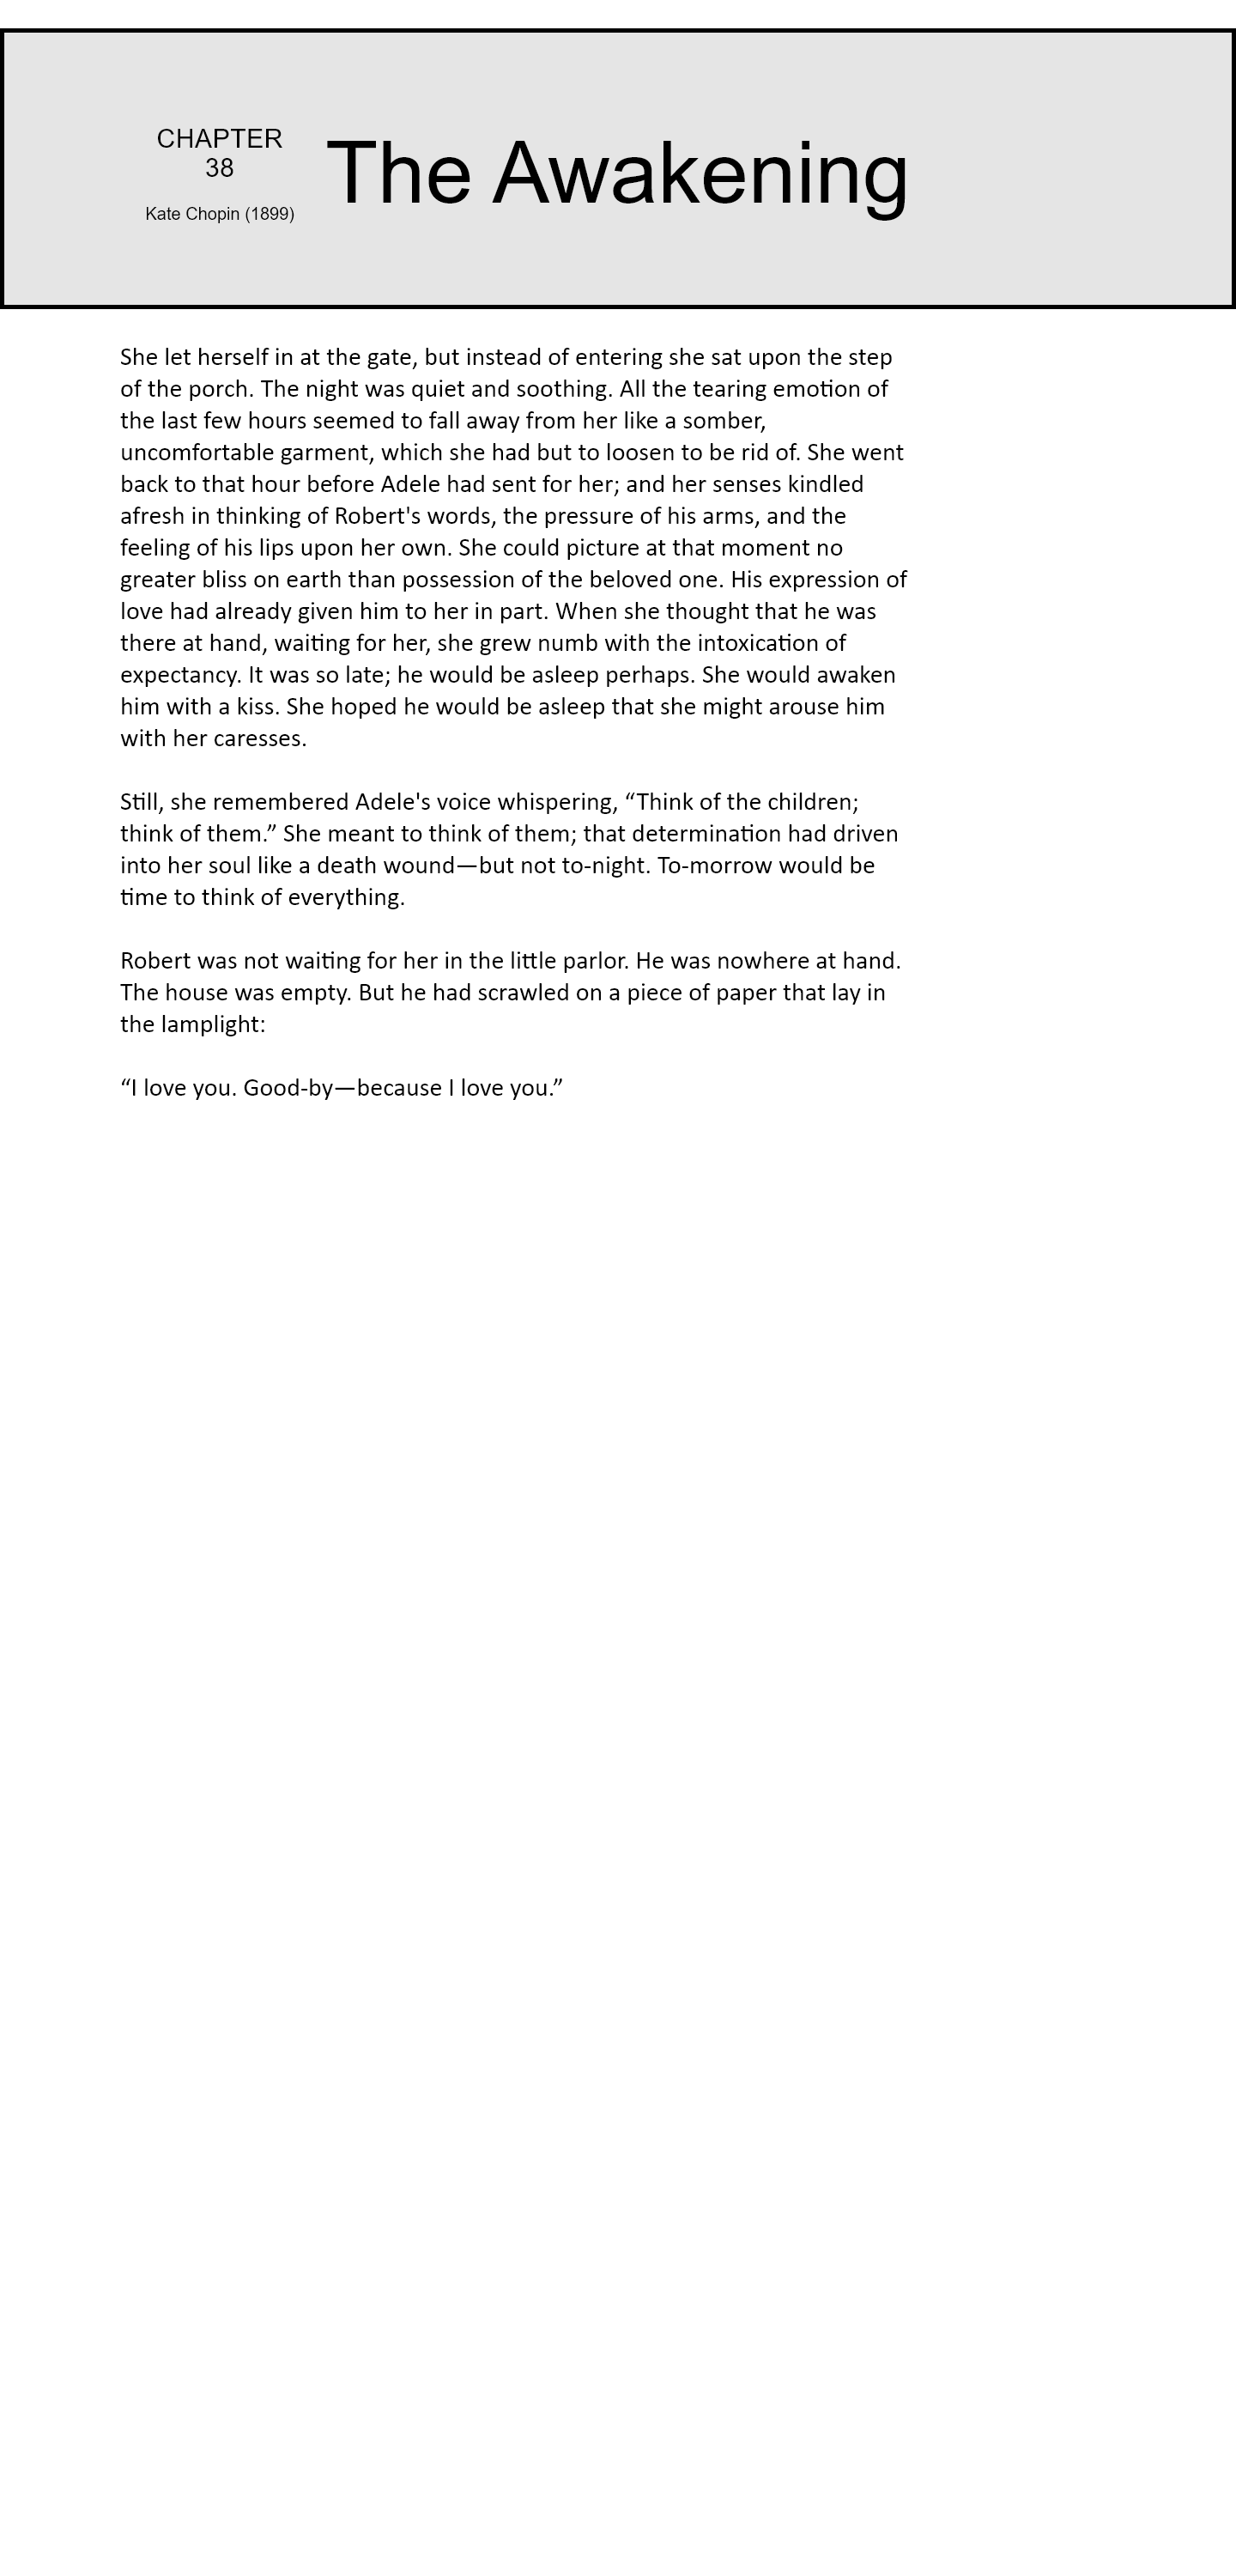 CHAPTER
38
Kate Chopin (1899)
The Awakening
She let herself in at the gate, but instead of entering she sat upon the step
of the porch. The night was quiet and soothing. All the tearing emotion of
the last few hours seemed to fall away from her like a somber,
uncomfortable garment, which she had but to loosen to be rid of. She went
back to that hour before Adele had sent for her; and her senses kindled
afresh in thinking of Robert's words, the pressure of his arms, and the
feeling of his lips upon her own. She could picture at that moment no
greater bliss on earth than possession of the beloved one. His expression of
love had already given him to her in part. When she thought that he was
there at hand, waiting for her, she grew numb with the intoxication of
expectancy. It was so late; he would be asleep perhaps. She would awaken
him with a kiss. She hoped he would be asleep that she might arouse him
with her caresses.
Still, she remembered Adele's voice whispering, “Think of the children;
think of them.” She meant to think of them; that determination had driven
into her soul like a death wound—but not to-night. To-morrow would be
time to think of everything.
Robert was not waiting for her in the little parlor. He was nowhere at hand.
The house was empty. But he had scrawled on a piece of paper that lay in
the lamplight:
“I love you. Good-by—because I love you.”